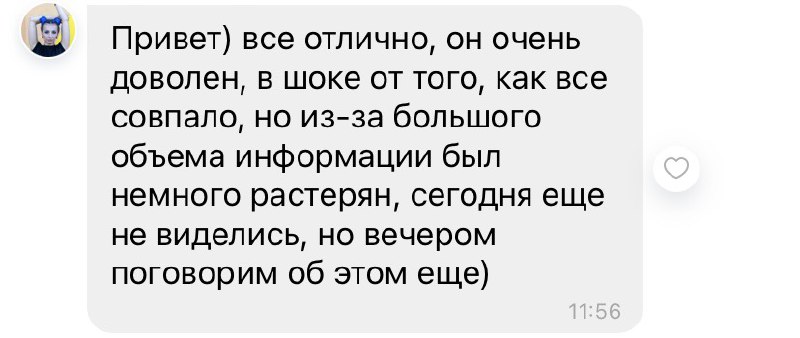 Привет) все отлично, он очень
доволен, в шоке от того, как все
совпало, но из-за большого
объема информации был
немного растерян, сегодня еще
не виделись, но вечером
поговорим об этом еще)
11:56